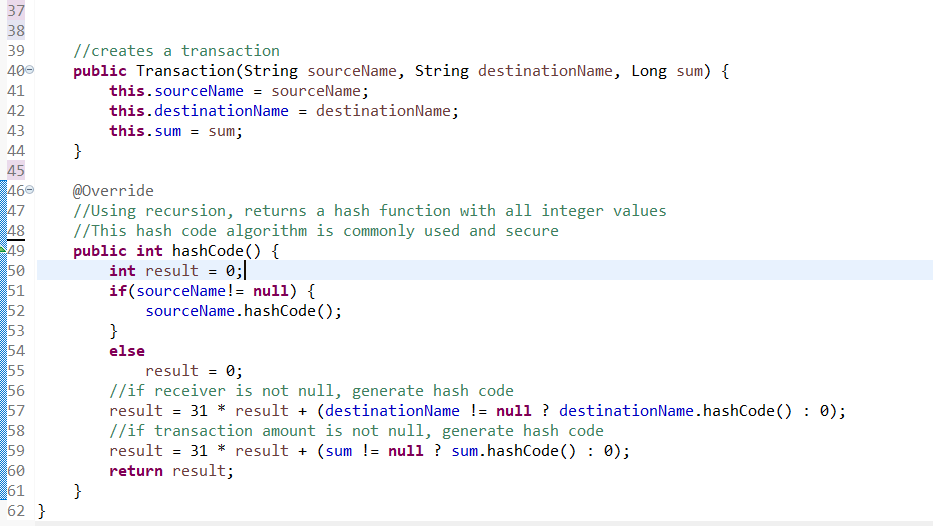 37
38
39 //creates a transaction
40 public Transaction(String sourceName, String destinationName, Long sum) {
41 this.sourceName = sourceName;
42 this.destinationName = destinationName;
43 this.sum = sum;
44 }
45
46 @Override
47 //Using recursion, returns a hash function with all integer values
48 //This hash code algorithm is commonly used and secure
49 public int hashCode() {
50 int result = 0;
51 if(sourceName!= null) {
52 sourceName.hashCode();
53 }
54 else
55 result = 0;
56 //if receiver is not null, generate hash code
57 result = 31 * result + (destinationName != null ? destinationName.hashCode() : 0);
58 //if transaction amount is not null, generate hash code
59 result = 31 * result + (sum != null ? sum.hashCode() : 0);
60 return result;
61 }
62 }